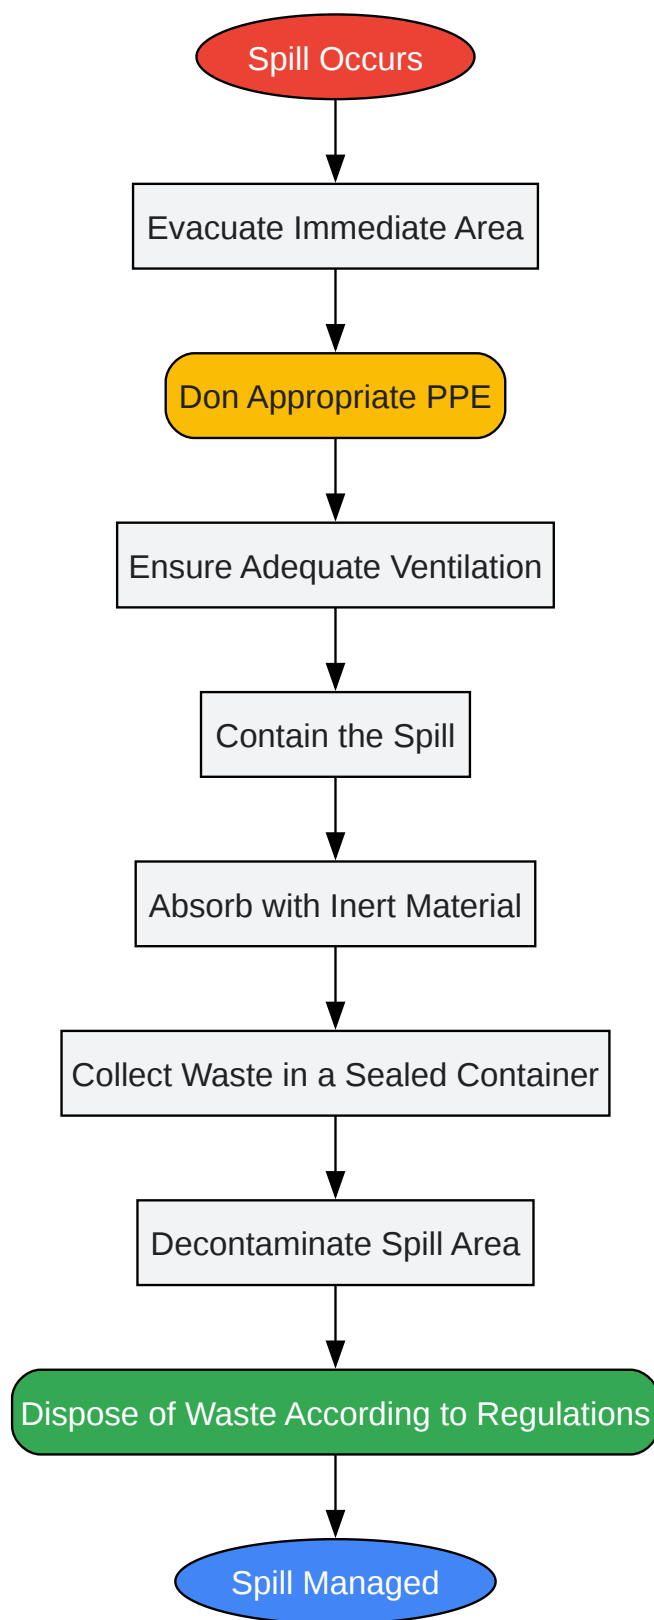 Spill Occurs
Evacuate Immediate Area
Don Appropriate PPE
Ensure Adequate Ventilation
Contain the Spill
Absorb with Inert Material
Collect Waste in a Sealed Container
Decontaminate Spill Area
Dispose of Waste According to Regulations
Spill Managed